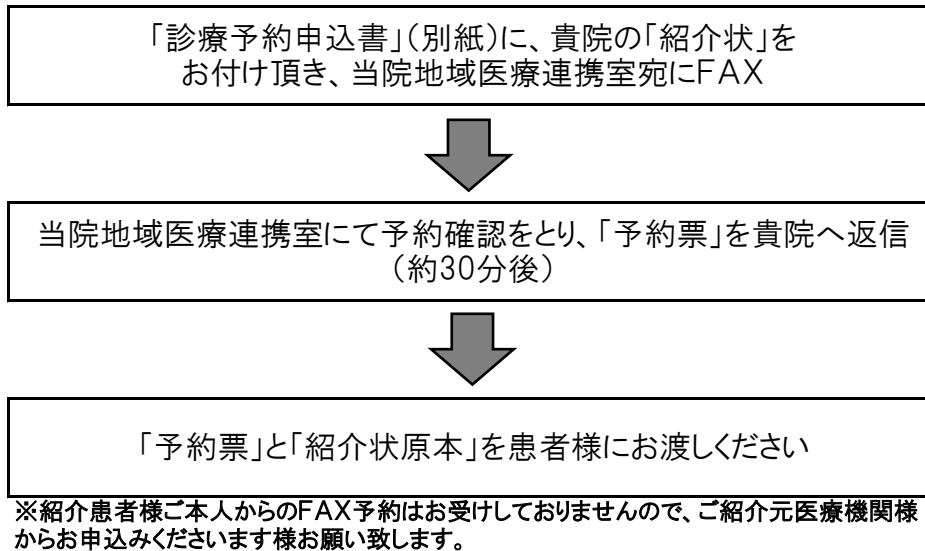 「診療予約申込書」(別紙)に、貴院の「紹介状」を
お付け頂き、当院地域医療連携室宛にFAX
当院地域医療連携室にて予約確認をとり、「予約票」を貴院へ返信
(約30分後)
「予約票」と「紹介状原本」を患者様にお渡しください
※紹介患者様ご本人からのFAX予約はお受けしておりませんので、ご紹介元医療機関様
からお申込みくださいます様お願い致します。